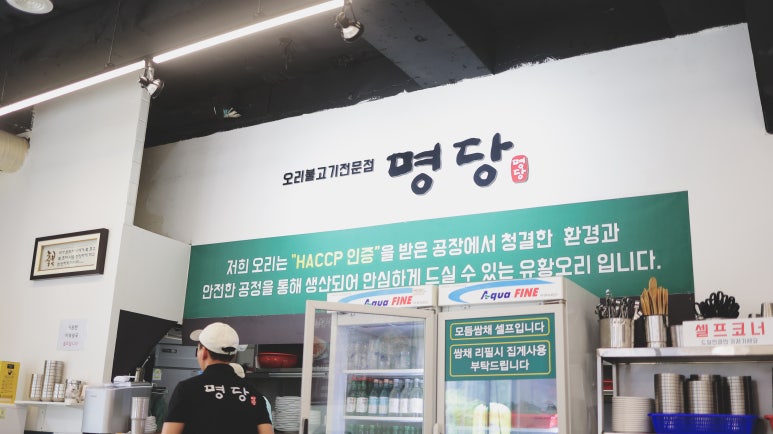 오리불고기전문점 명당
명당
저희 오리는 "HACCP 인증"을 받은 공장에서 청결한 환경과
안전한 공정을 통해 생산되어 안심하게 드실 수 있는 유황오리 입니다.
Aqua FINE
Aqua FINE
모듬쌈채 셀프입니다
쌈채 리필시 집게사용
부탁드립니다
셀프코너
명당